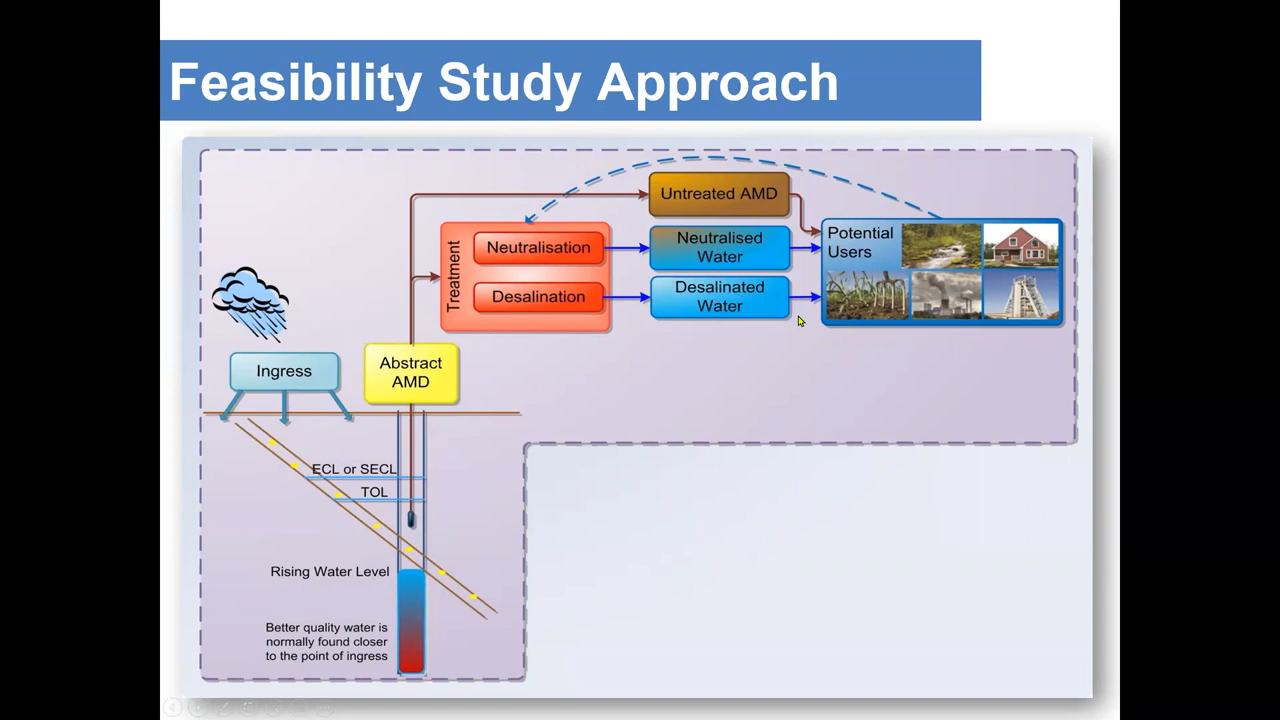 Feasibility Study Approach
Untreated AMD
Treatment
Neutralisation
Neutralised
Water
Potential
Users
Desalination
Desalinated
Water
Ingress
Abstract
AMD
ECL or SECL
TOL
Rising Water Level
Better quality water is
normally found closer
to the point of ingress